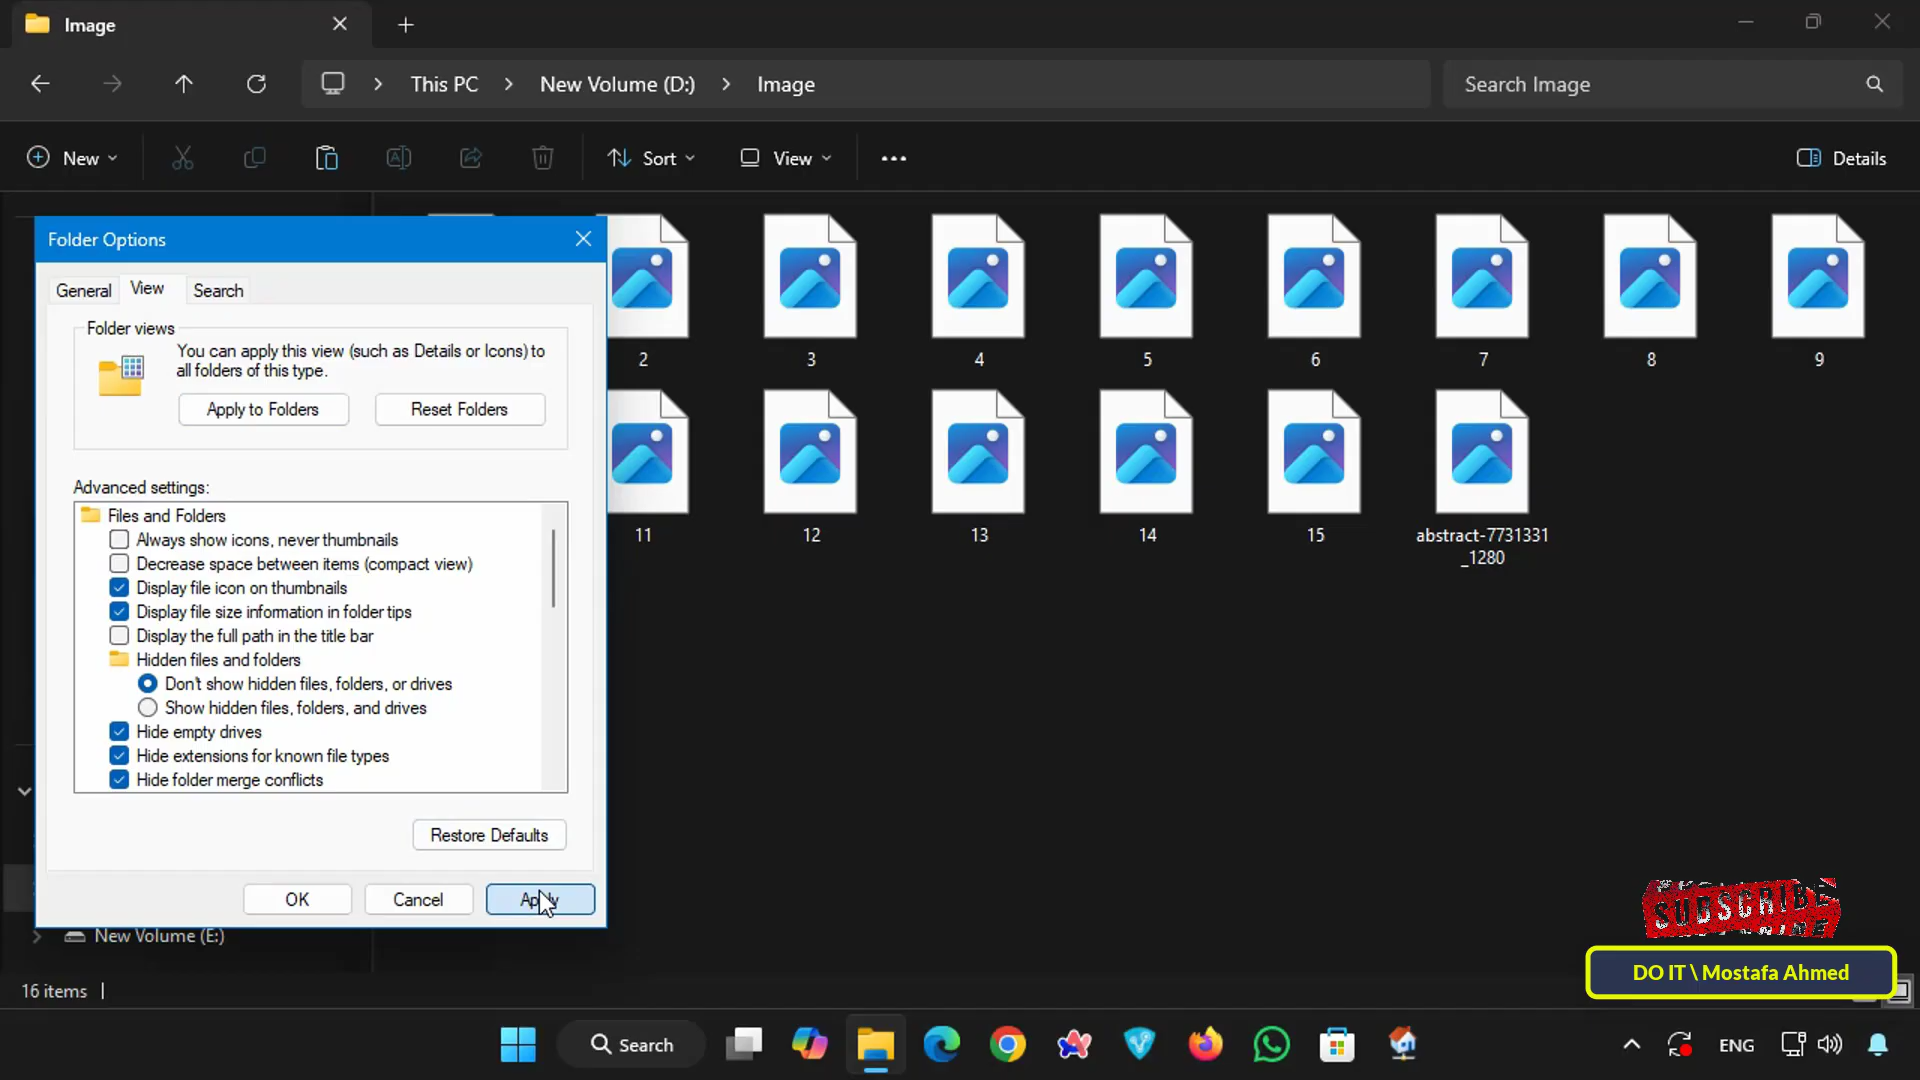 Image
This PC
New Volume (D:)
Image
Search Image
New
Sort
View
Details
Folder Options
General
View
Search
Folder views
You can apply this view (such as Details or Icons) to
all folders of this type.
Apply to Folders
Reset Folders
Advanced settings:
Files and Folders
Always show icons, never thumbnails
Decrease space between items (compact view)
Display file icon on thumbnails
Display file size information in folder tips
Display the full path in the title bar
Hidden files and folders
Don't show hidden files, folders, or drives
Show hidden files, folders, and drives
Hide empty drives
Hide extensions for known file types
Hide folder merge conflicts
Restore Defaults
OK
Cancel
Apply
2
3
4
5
6
7
8
9
11
12
13
14
15
abstract-7731331
_1280
New Volume (E:)
16 items
SUBSCRIBE
DO IT \ Mostafa Ahmed
Search
ENG